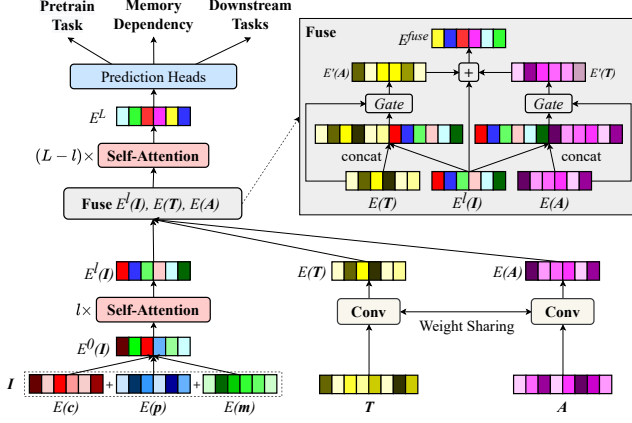 Pretrain Task
Memory Dependency
Downstream Tasks
Prediction Heads
E^L
(L − l)×
Self-Attention
Fuse E^l(I), E(T), E(A)
E^l(I)
l×
Self-Attention
E^0(I)
I
+
+
E(c)
E(p)
E(m)
E(T)
Conv
Weight Sharing
E(A)
Conv
T
A
Fuse
E^fuse
E'(A)
+
E'(T)
Gate
Gate
concat
concat
E(T)
E^l(I)
E(A)